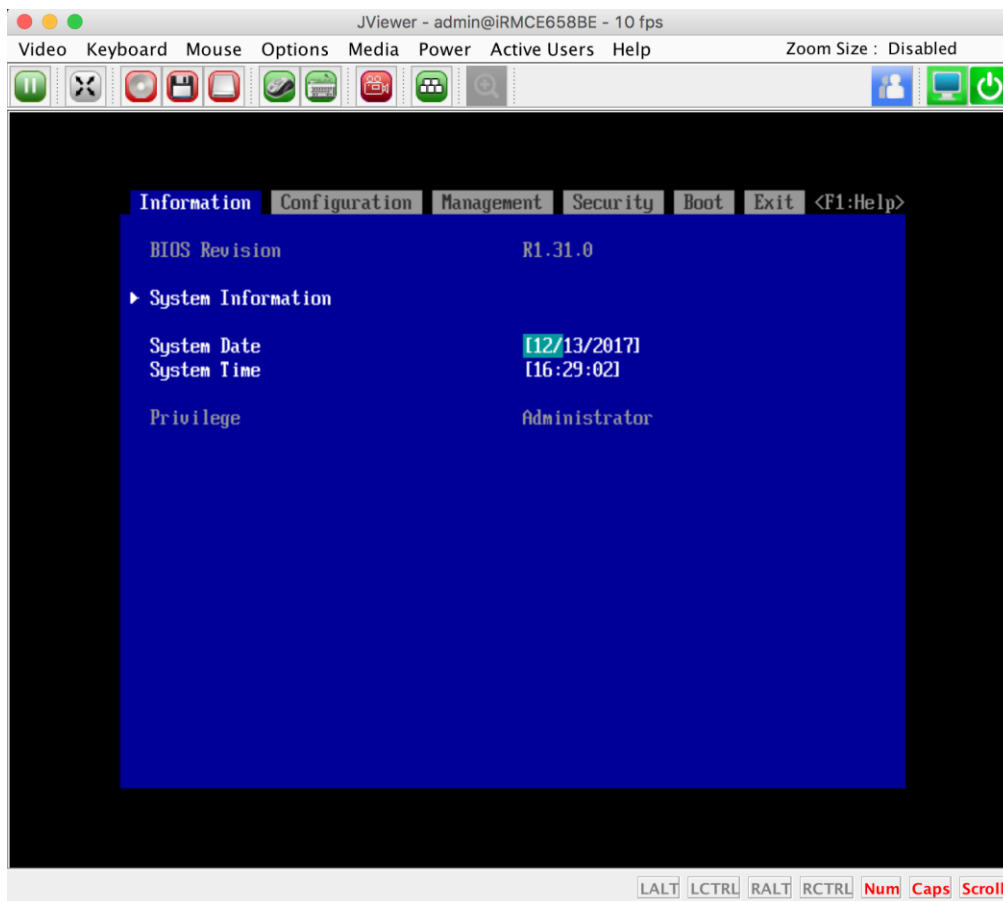 JViewer - admin@iRMCE658BE - 10 fps
Video Keyboard Mouse Options Media Power Active Users Help Zoom Size : Disabled
Information Configuration Management Security Boot Exit <F1:Help>
BIOS Revision R1.31.0
System Information
System Date [12/13/2017]
System Time [16:29:02]
Privilege Administrator
LALT LCTRL RALT RCTRL Num Caps Scroll